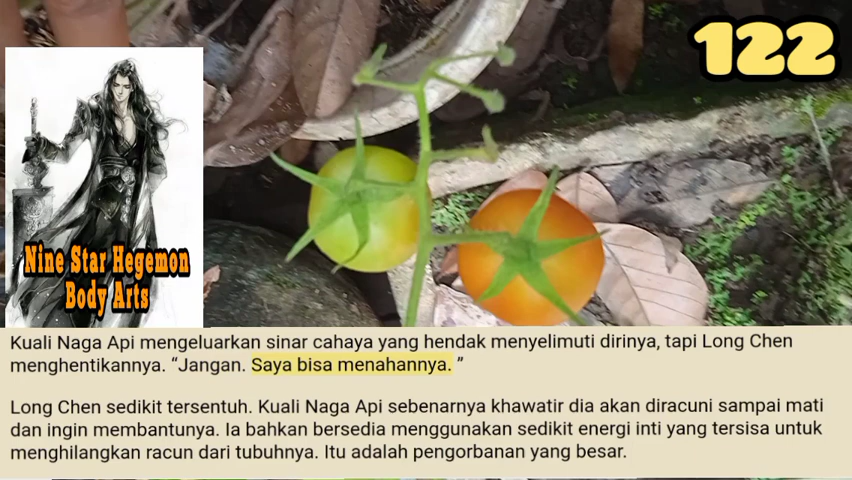 122
Nine Star Hegemon
Body Arts
Kuali Naga Api mengeluarkan sinar cahaya yang hendak menyelimuti dirinya, tapi Long Chen
menghentikannya. “Jangan. Saya bisa menahannya. ”
Long Chen sedikit tersentuh. Kuali Naga Api sebenarnya khawatir dia akan diracuni sampai mati
dan ingin membantunya. Ia bahkan bersedia menggunakan sedikit energi inti yang tersisa untuk
menghilangkan racun dari tubuhnya. Itu adalah pengorbanan yang besar.